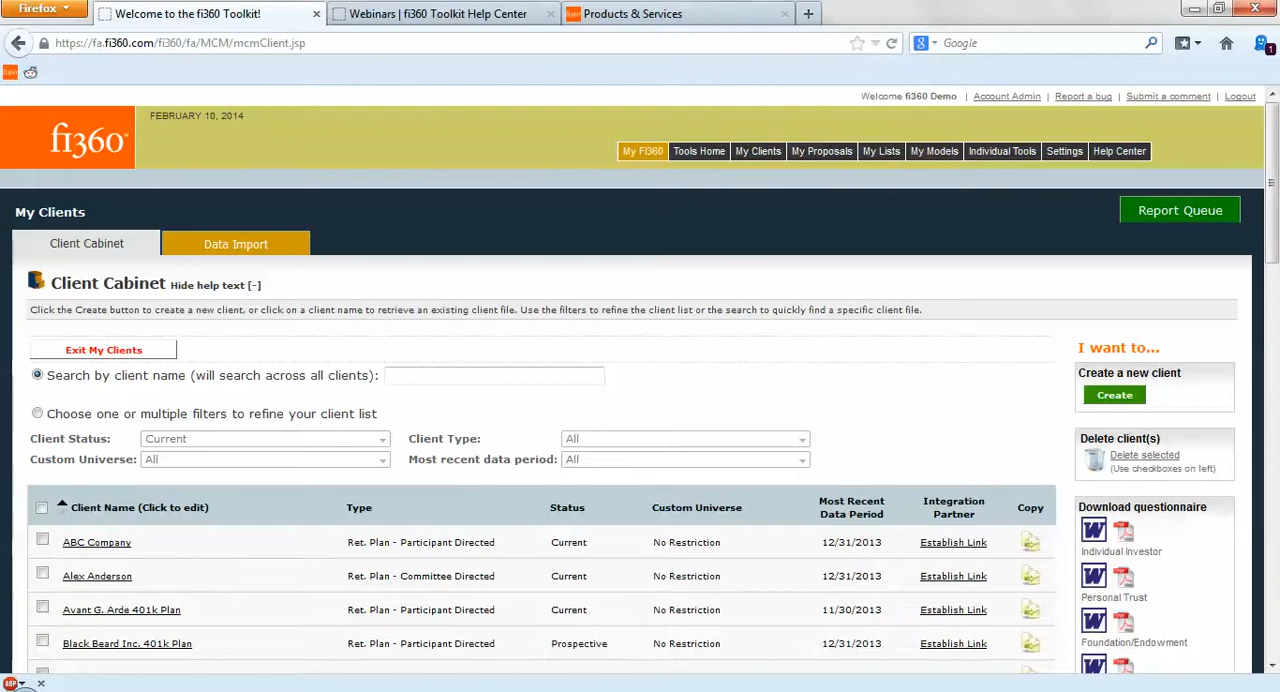 Firefox
Welcome to the fi360 Toolkit!
Webinars | fi360 Toolkit Help Center
Products & Services
https://fa.fi360.com/fi360/fa/MCM/mcmClient.jsp
Google
1
Welcome fi360 Demo | Account Admin | Report a bug | Submit a comment | Logout
fi360
FEBRUARY 10, 2014
My Fi360 Tools Home My Clients My Proposals My Lists My Models Individual Tools Settings Help Center
My Clients
Report Queue
Client Cabinet
Data Import
Client Cabinet Hide help text [-]
Click the Create button to create a new client, or click on a client name to retrieve an existing client file. Use the filters to refine the client list or the search to quickly find a specific client file.
Exit My Clients
Search by client name (will search across all clients):
Choose one or multiple filters to refine your client list
Client Status: Current Client Type: All
Custom Universe: All Most recent data period: All
Client Name (Click to edit) Type Status Custom Universe Most Recent Data Period Integration Partner Copy
ABC Company Ret. Plan - Participant Directed Current No Restriction 12/31/2013 Establish Link
Alex Anderson Ret. Plan - Committee Directed Current No Restriction 12/31/2013 Establish Link
Avant G. Arde 401k Plan Ret. Plan - Participant Directed Current No Restriction 11/30/2013 Establish Link
Black Beard Inc. 401k Plan Ret. Plan - Participant Directed Prospective No Restriction 12/31/2013 Establish Link
I want to...
Create a new client
Create
Delete client(s)
Delete selected
(Use checkboxes on left)
Download questionnaire
Individual Investor
Personal Trust
Foundation/Endowment
ABP